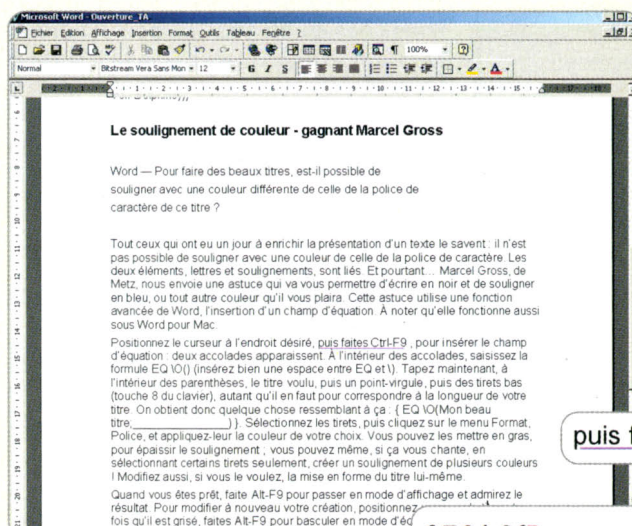 Microsoft Word - Ouverture_TA
Fichier Edition Affichage Insertion Format Outils Tableau Fenêtre ?
100%
Normal Bitstream Vera Sans Mon 12 G I S
Le soulignement de couleur - gagnant Marcel Gross
Word — Pour faire des beaux titres, est-il possible de
souligner avec une couleur différente de celle de la police de
caractère de ce titre ?
Tout ceux qui ont eu un jour à enrichir la présentation d'un texte le savent : il n'est
pas possible de souligner avec une couleur de celle de la police de caractère. Les
deux éléments, lettres et soulignements, sont liés. Et pourtant... Marcel Gross, de
Metz, nous envoie une astuce qui va vous permettre d'écrire en noir et de souligner
en bleu, ou tout autre couleur qu'il vous plaira. Cette astuce utilise une fonction
avancée de Word, l'insertion d'un champ d'équation. A noter qu'elle fonctionne aussi
sous Word pour Mac.
Positionnez le curseur à l'endroit désiré, puis faites Ctrl-F9 , pour insérer le champ
d'équation : deux accolades apparaissent. À l'intérieur des accolades, saisissez la
formule EQ \O() (insérez bien une espace entre EQ et \). Tapez maintenant, à
l'intérieur des parenthèses, le titre voulu, puis un point-virgule, puis des tirets bas
(touche 8 du clavier), autant qu'il en faut pour correspondre à la longueur de votre
titre. On obtient donc quelque chose ressemblant à ça : { EQ \O(Mon beau
titre;____________________) }. Sélectionnez les tirets, puis cliquez sur le menu Format,
Police, et appliquez-leur la couleur de votre choix. Vous pouvez les mettre en gras,
pour épaissir le soulignement ; vous pouvez même, si ça vous chante, en
sélectionnant certains tirets seulement, créer un soulignement de plusieurs couleurs
! Modifiez aussi, si vous le voulez, la mise en forme du titre lui-même.
puis f
Quand vous êtes prêt, faite Alt-F9 pour passer en mode d'affichage et admirez le
résultat. Pour modifier à nouveau votre création, positionnez
fois qu'il est grisé, faites Alt-F9 pour basculer en mode d'éq